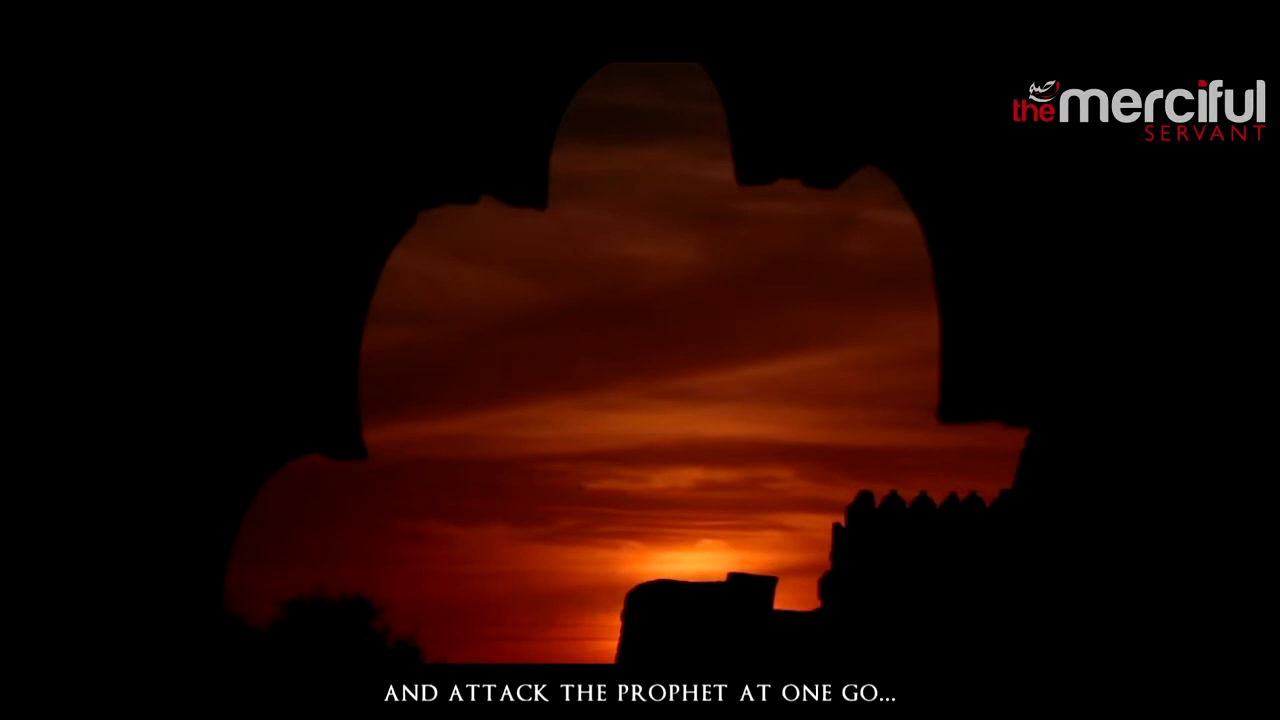 the merciful
SERVANT
AND ATTACK THE PROPHET AT ONE GO...